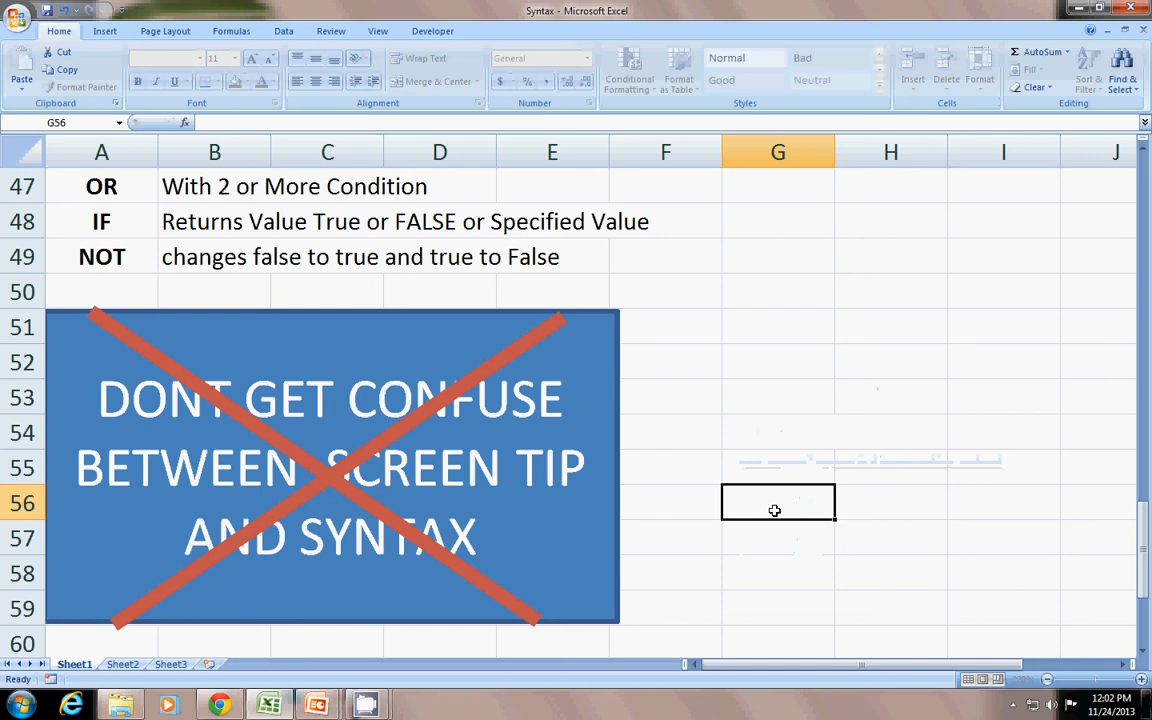 Syntax - Microsoft Excel
Home Insert Page Layout Formulas Data Review View Developer
Paste
Cut
Copy
Format Painter
Clipboard
11
Font
Wrap Text
Merge & Center
Alignment
General
Number
Conditional Formatting
Format as Table
Normal Bad
Good Neutral
Styles
Insert Delete Format
Cells
AutoSum
Fill
Clear
Sort & Filter
Find & Select
Editing
G56
A B C D E F G H I J
47 OR With 2 or More Condition
48 IF Returns Value True or FALSE or Specified Value
49 NOT changes false to true and true to False
50
51
52
53
54
55
56
57
58
59
60
DONT GET CONFUSE
BETWEEN SCREEN TIP
AND SYNTAX
Sheet1 Sheet2 Sheet3
Ready
12:02 PM
11/24/2013